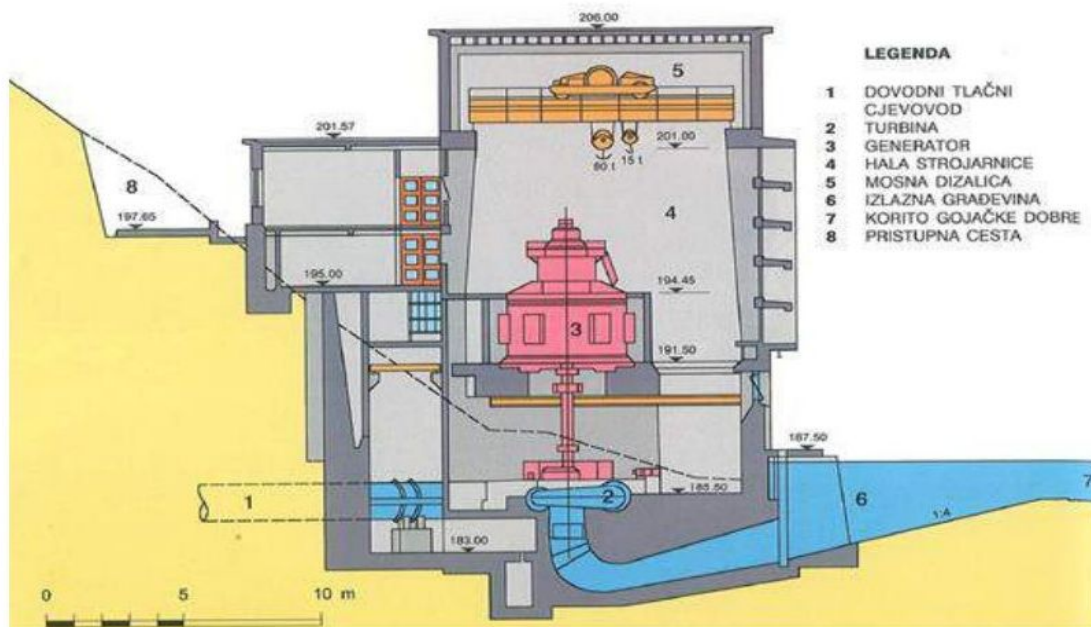 206.00
LEGENDA
1 DOVODNI TLAČNI
CJEVOVOD
2 TURBINA
3 GENERATOR
4 HALA STROJARNICE
5 MOSNA DIZALICA
6 IZLAZNA GRAĐEVINA
7 KORITO GOJAČKE DOBRE
8 PRISTUPNA CESTA
5
201.57
201.00
80 t
15 t
8
197.65
4
195.00
194.45
3
191.50
187.50
1
2
185.50
6
7
1:4
183.00
0 5 10 m